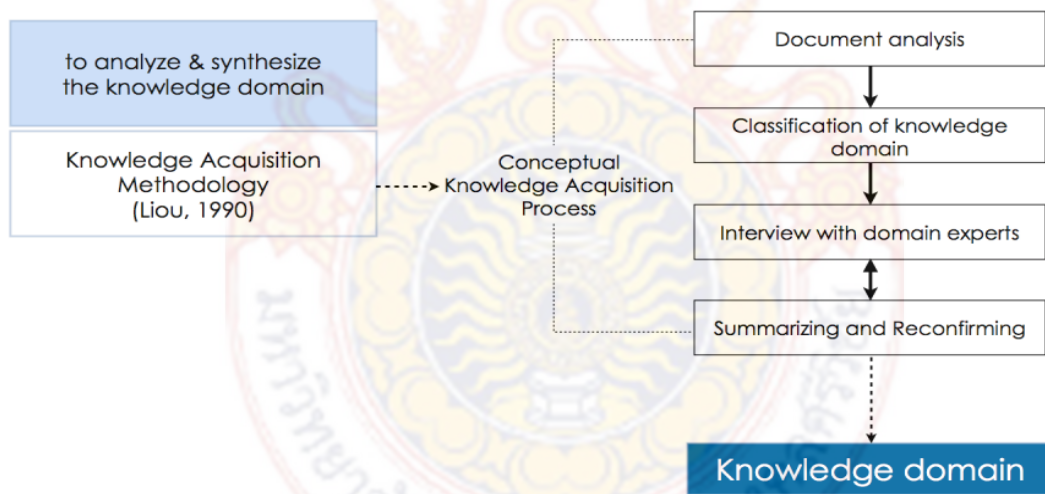 to analyze & synthesize
the knowledge domain
Knowledge Acquisition
Methodology
(Liou, 1990)
Conceptual
Knowledge Acquisition
Process
Document analysis
Classification of knowledge
domain
Interview with domain experts
Summarizing and Reconfirming
Knowledge domain